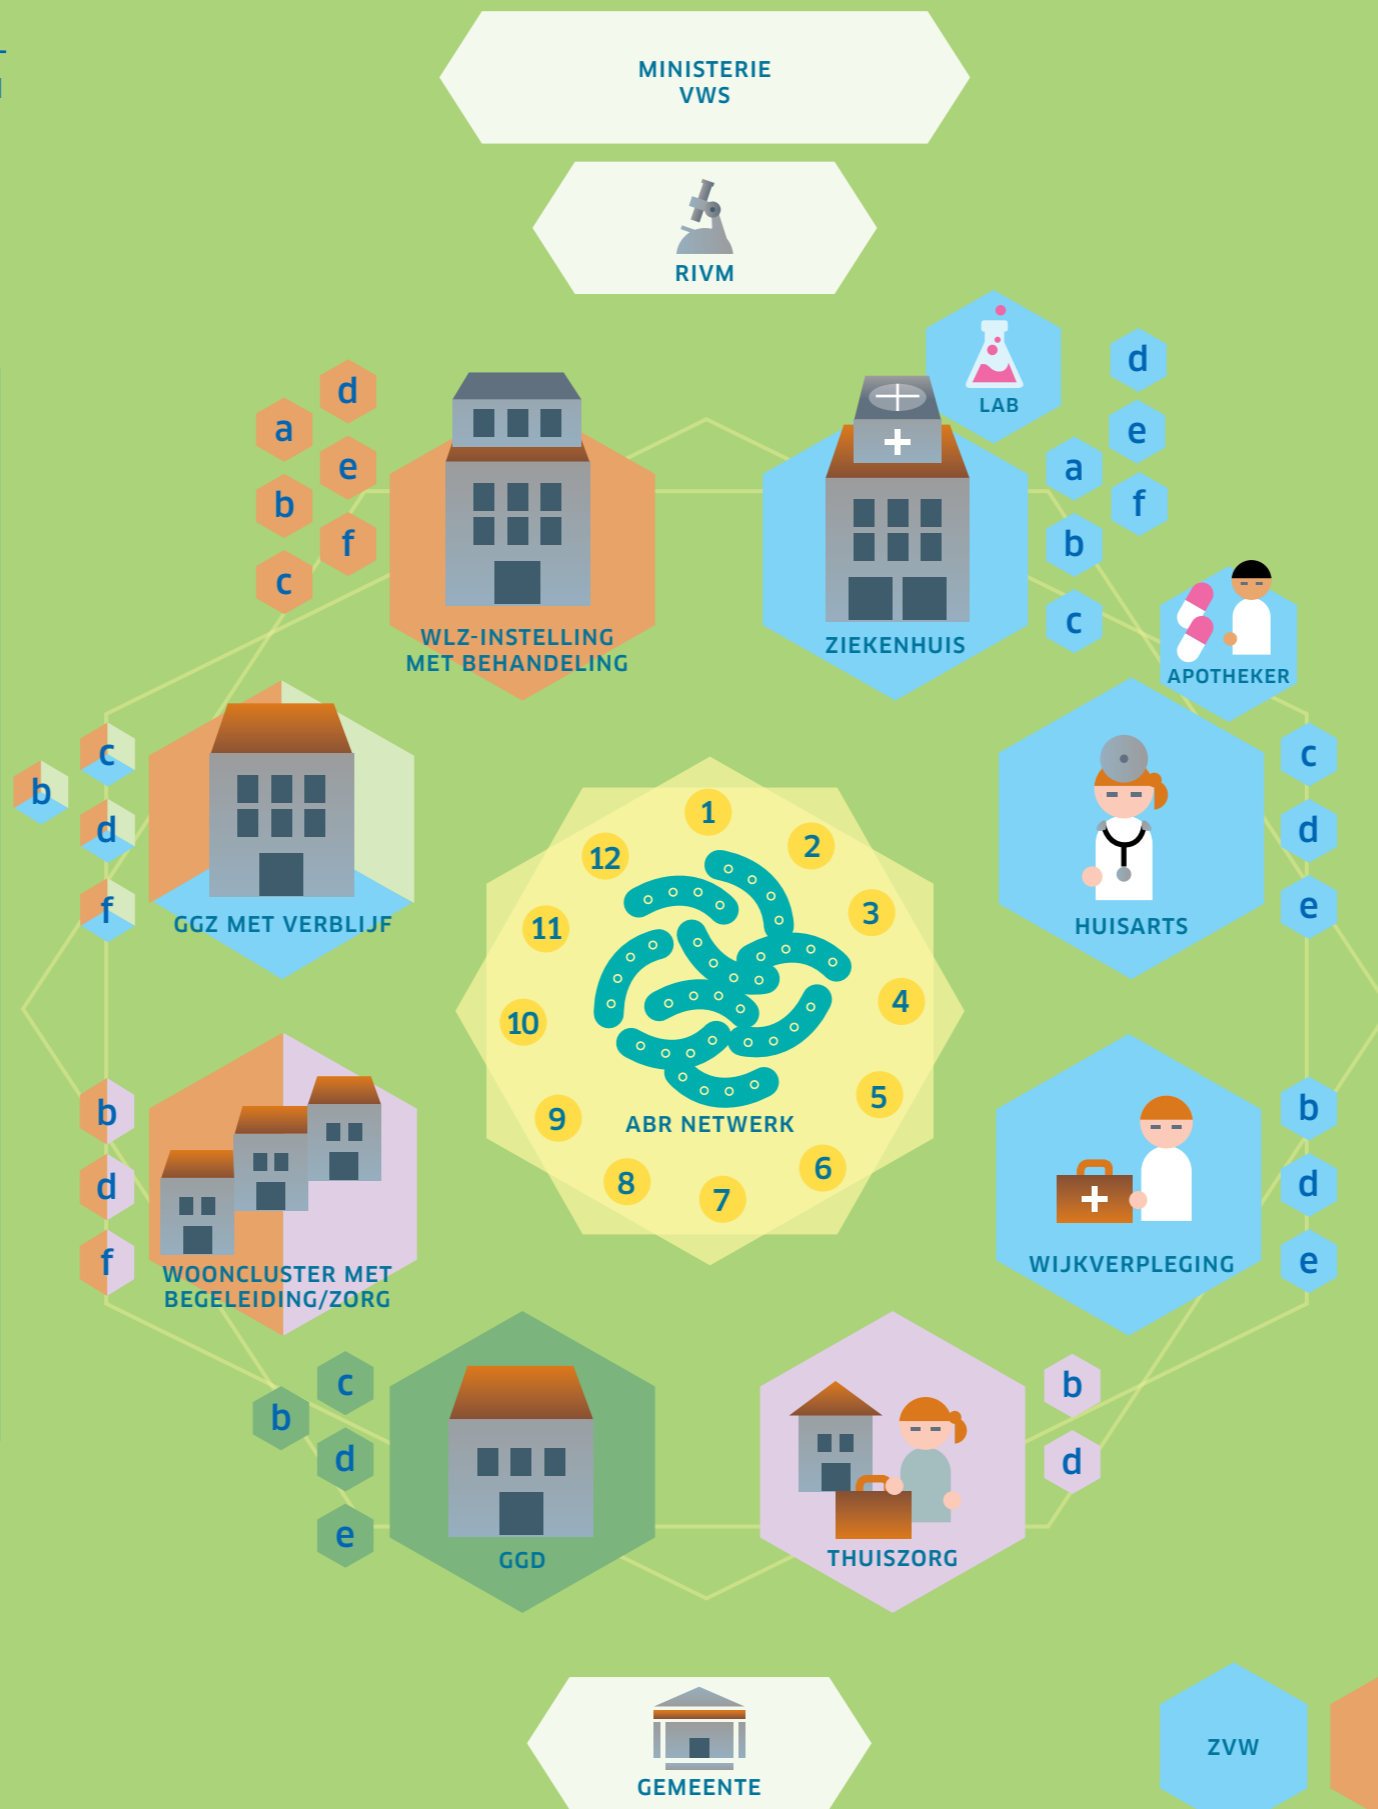 MINISTERIE
VWS
RIVM
LAB
d
e
f
a
b
c
d
e
f
a
b
c
WLZ-INSTELLING
MET BEHANDELING
ZIEKENHUIS
APOTHEKER
b
c
d
f
GGZ MET VERBLIJF
HUISARTS
c
d
e
1
2
3
4
5
6
7
8
9
10
11
12
ABR NETWERK
b
d
f
WOONCLUSTER MET
BEGELEIDING/ZORG
WIJKVERPLEGING
b
d
e
b
c
d
e
GGD
THUISZORG
b
d
GEMEENTE
ZVW